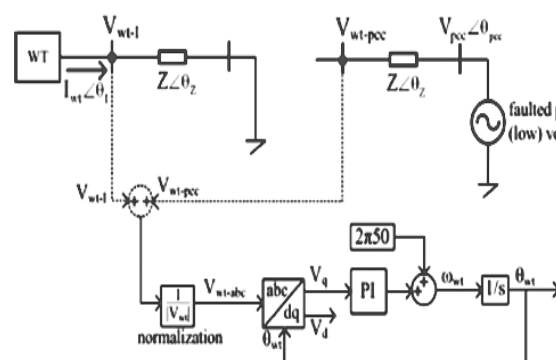 V_wt-I
V_wt-pcc
V_pcc∠θ_pcc
WT
I_wt∠θ_I
Z∠θ_Z
Z∠θ_Z
faulted
(low)
V_wt-I
+ +
V_wt-pcc
2π50
1
|V_wt|
normalization
V_wt-abc
abc
dq
V_q
V_d
PI
+
+
ω_wt
1/s
θ_wt
θ_wt